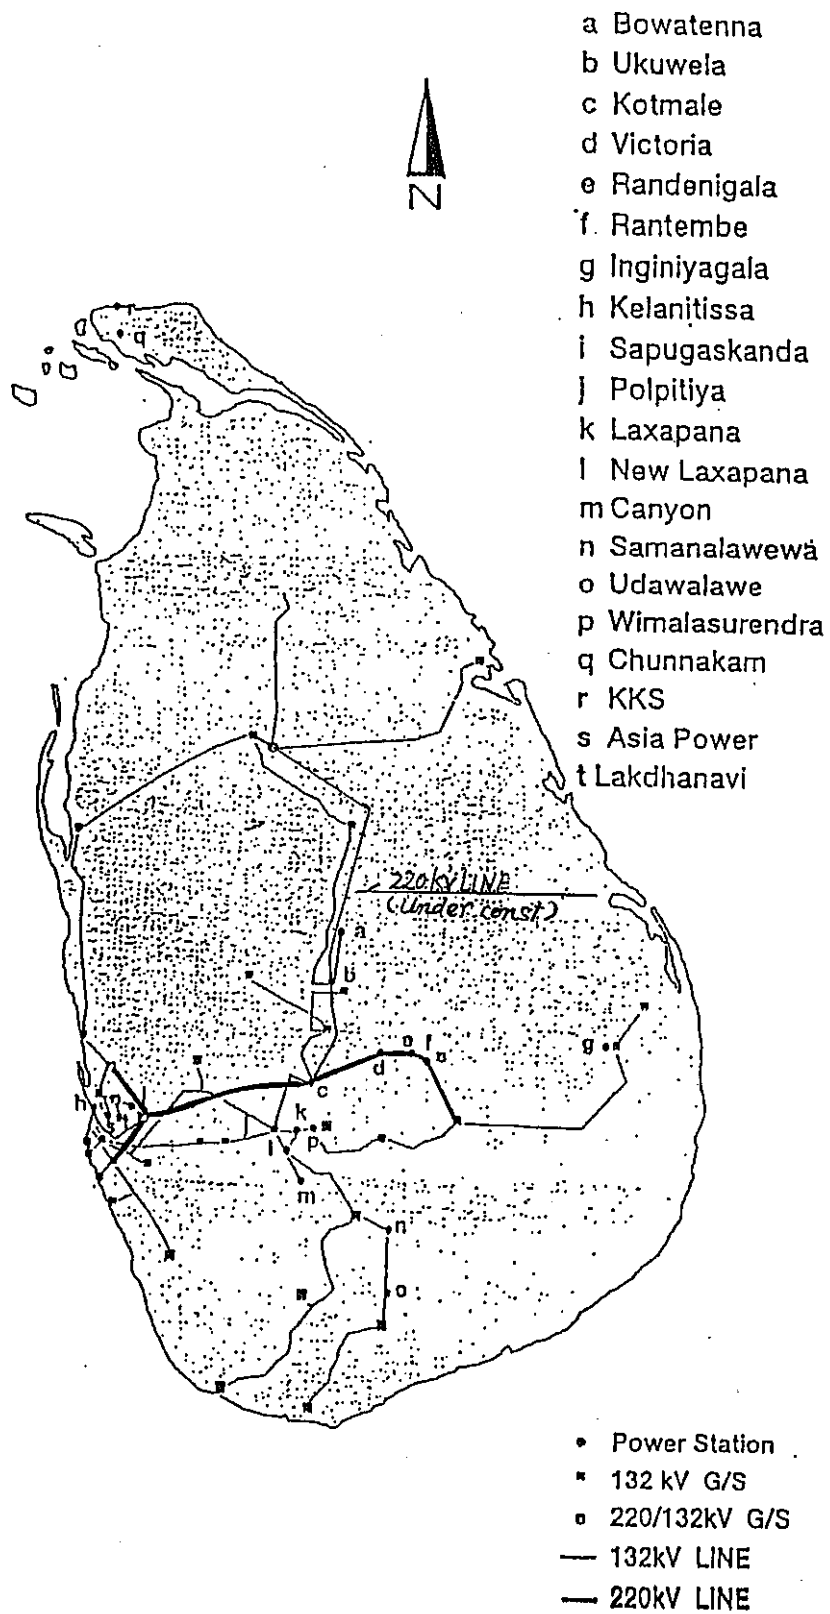 a Bowatenna
b Ukuwela
c Kotmale
d Victoria
e Randenigala
f. Rantembe
g Inginiyagala
h Kelanitissa
i Sapugaskanda
j Polpitiya
k Laxapana
l New Laxapana
m Canyon
n Samanalawewa
o Udawalawe
p Wimalasurendra
q Chunnakam
r KKS
s Asia Power
t Lakdhanavi
N
r
q
220kV LINE
(Under const)
a
b
g
f
d
c
h
k
p
l
m
n
o
Power Station
132 kV G/S
220/132kV G/S
132kV LINE
220kV LINE